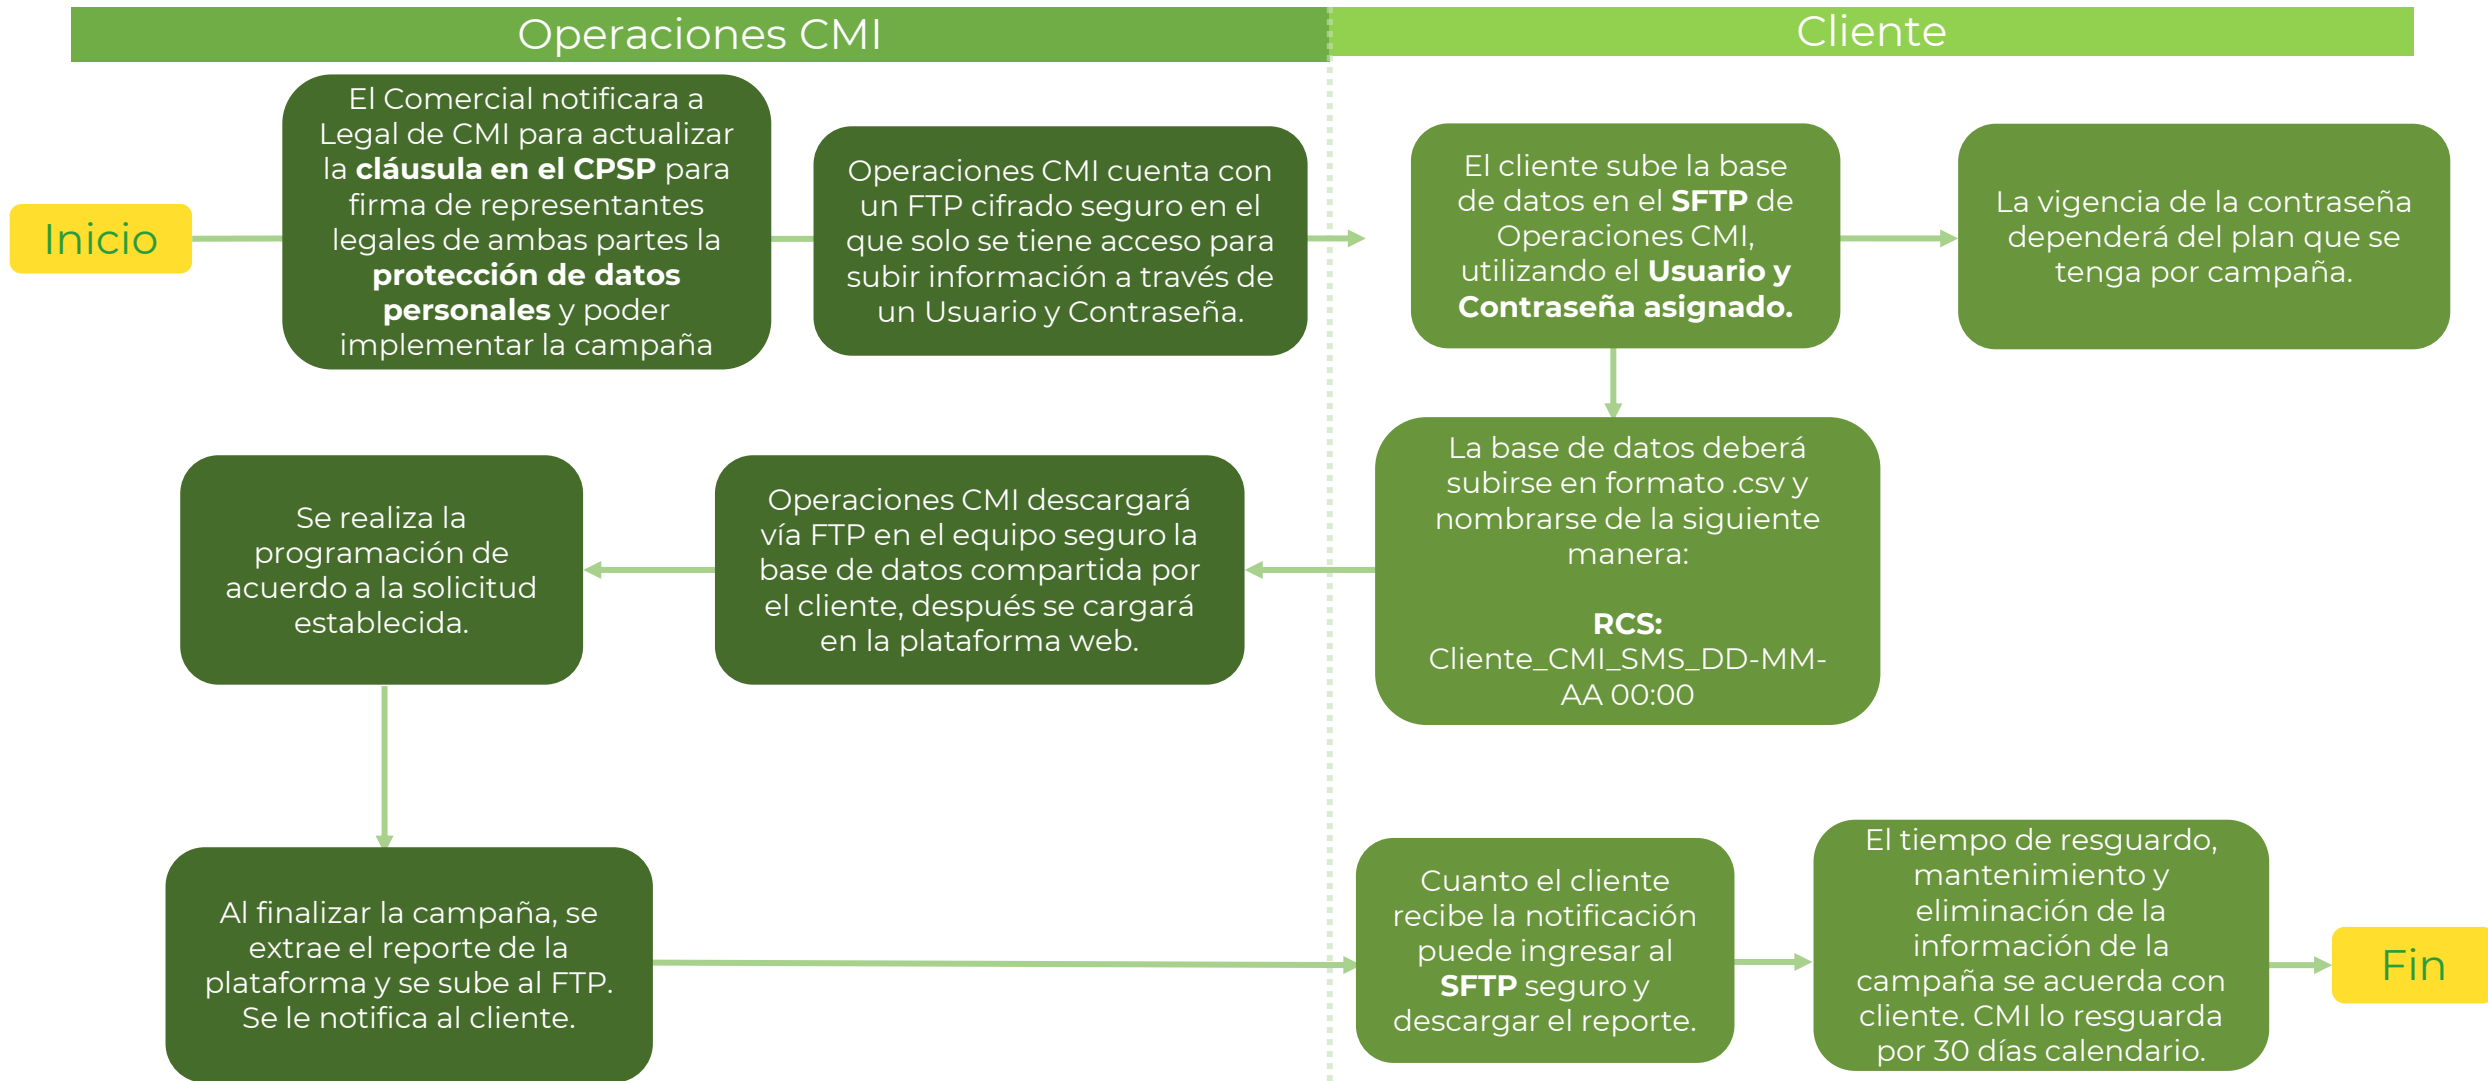 Operaciones CMI
Cliente
Inicio
El Comercial notificara a
Legal de CMI para actualizar
la cláusula en el CPSP para
firma de representantes
legales de ambas partes la
protección de datos
personales y poder
implementar la campaña
Operaciones CMI cuenta con
un FTP cifrado seguro en el
que solo se tiene acceso para
subir información a través de
un Usuario y Contraseña.
El cliente sube la base
de datos en el SFTP de
Operaciones CMI,
utilizando el Usuario y
Contraseña asignado.
La vigencia de la contraseña
dependerá del plan que se
tenga por campaña.
La base de datos deberá
subirse en formato .csv y
nombrarse de la siguiente
manera:
RCS:
Cliente_CMI_SMS_DD-MM-
AA 00:00
Operaciones CMI descargará
vía FTP en el equipo seguro la
base de datos compartida por
el cliente, después se cargará
en la plataforma web.
Se realiza la
programación de
acuerdo a la solicitud
establecida.
Al finalizar la campaña, se
extrae el reporte de la
plataforma y se sube al FTP.
Se le notifica al cliente.
Cuanto el cliente
recibe la notificación
puede ingresar al
SFTP seguro y
descargar el reporte.
El tiempo de resguardo,
mantenimiento y
eliminación de la
información de la
campaña se acuerda con
cliente. CMI lo resguarda
por 30 días calendario.
Fin